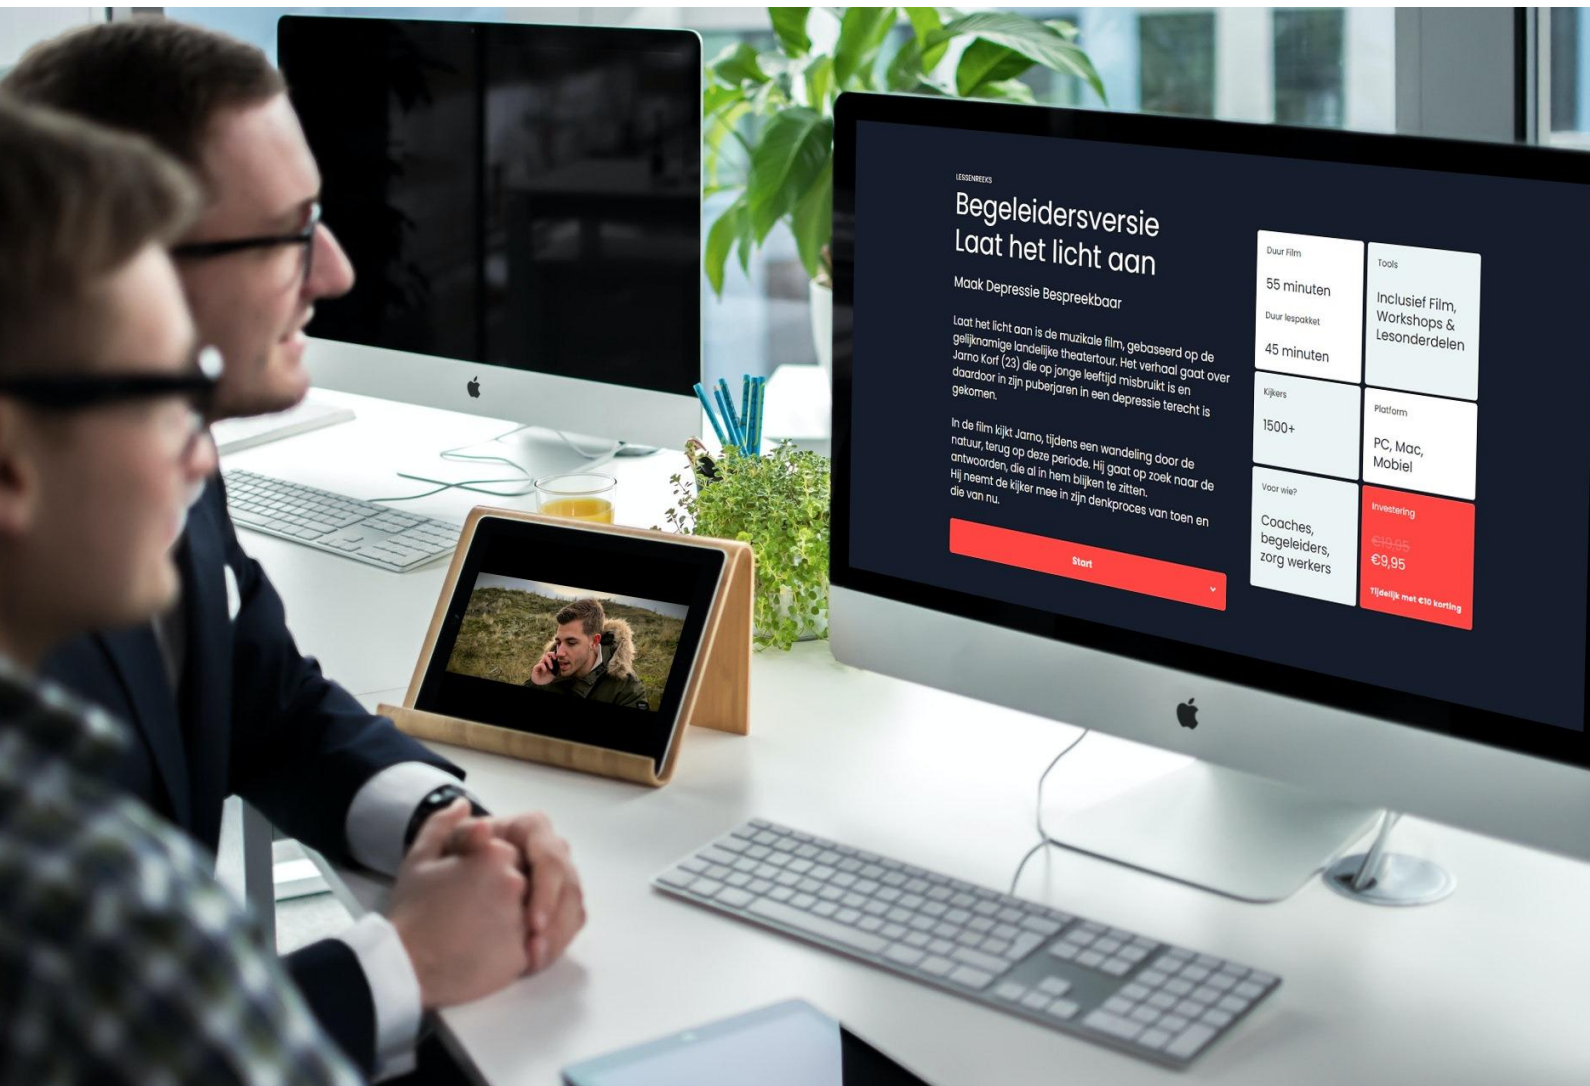 LESSENREEKS
Begeleidersversie
Laat het licht aan
Maak Depressie Bespreekbaar
Laat het licht aan is de muzikale film, gebaseerd op de
gelijknamige landelijke theatertour. Het verhaal gaat over
Jarno Korf (23) die op jonge leeftijd misbruikt is en
daardoor in zijn puberjaren in een depressie terecht is
gekomen.
In de film kijkt Jarno, tijdens een wandeling door de
natuur, terug op deze periode. Hij gaat op zoek naar de
antwoorden, die al in hem blijken te zitten.
Hij neemt de kijker mee in zijn denkproces van toen en
die van nu.
Start
Duur Film
55 minuten
Duur lespakket
45 minuten
Tools
Inclusief Film,
Workshops &
Lesonderdelen
Kijkers
1500+
Platform
PC, Mac,
Mobiel
Voor wie?
Coaches,
begeleiders,
zorg werkers
Investering
€19,95
€9,95
Tijdelijk met €10 korting